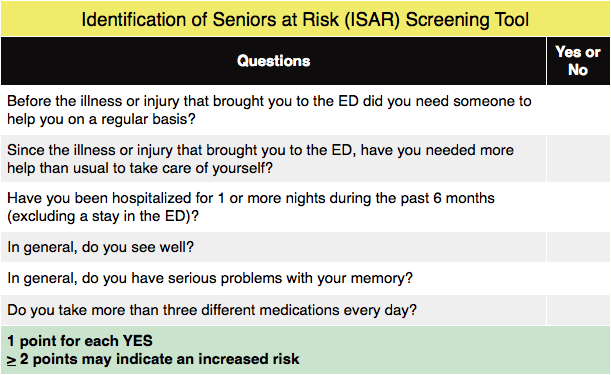 Identification of Seniors at Risk (ISAR) Screening Tool
Questions
Yes or
No
Before the illness or injury that brought you to the ED did you need someone to
help you on a regular basis?
Since the illness or injury that brought you to the ED, have you needed more
help than usual to take care of yourself?
Have you been hospitalized for 1 or more nights during the past 6 months
(excluding a stay in the ED)?
In general, do you see well?
In general, do you have serious problems with your memory?
Do you take more than three different medications every day?
1 point for each YES
≥ 2 points may indicate an increased risk